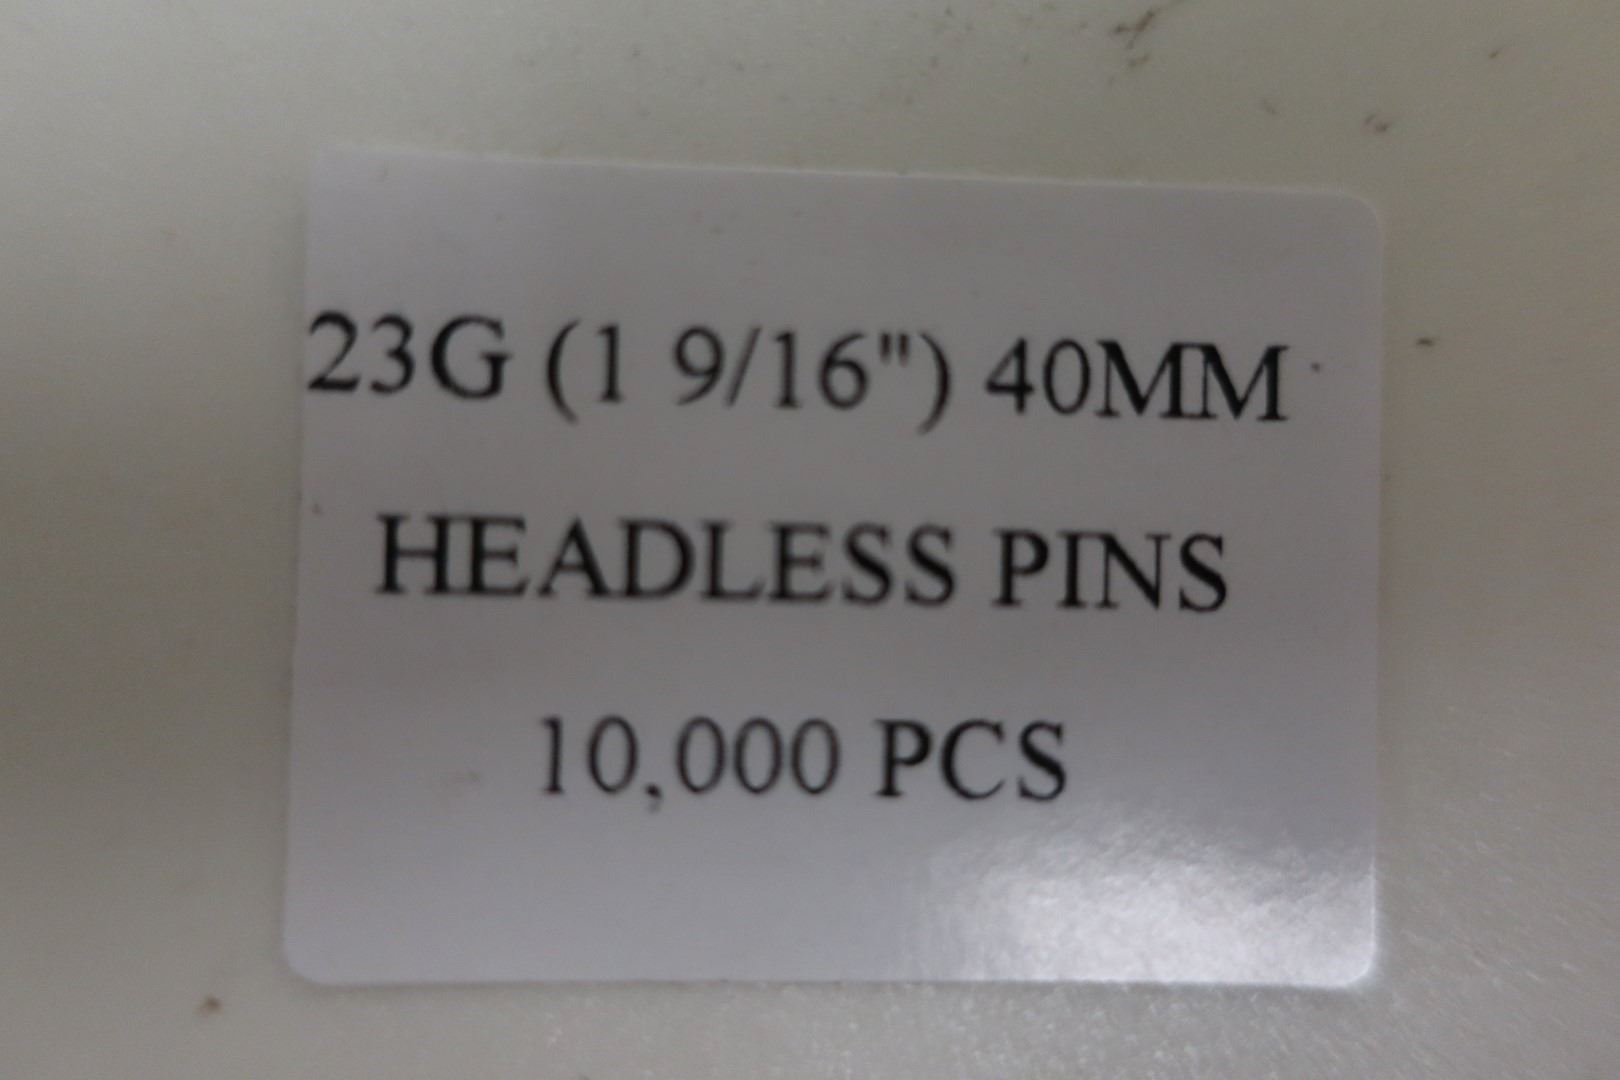 23G (1 9/16") 40MM
HEADLESS PINS
10,000 PCS